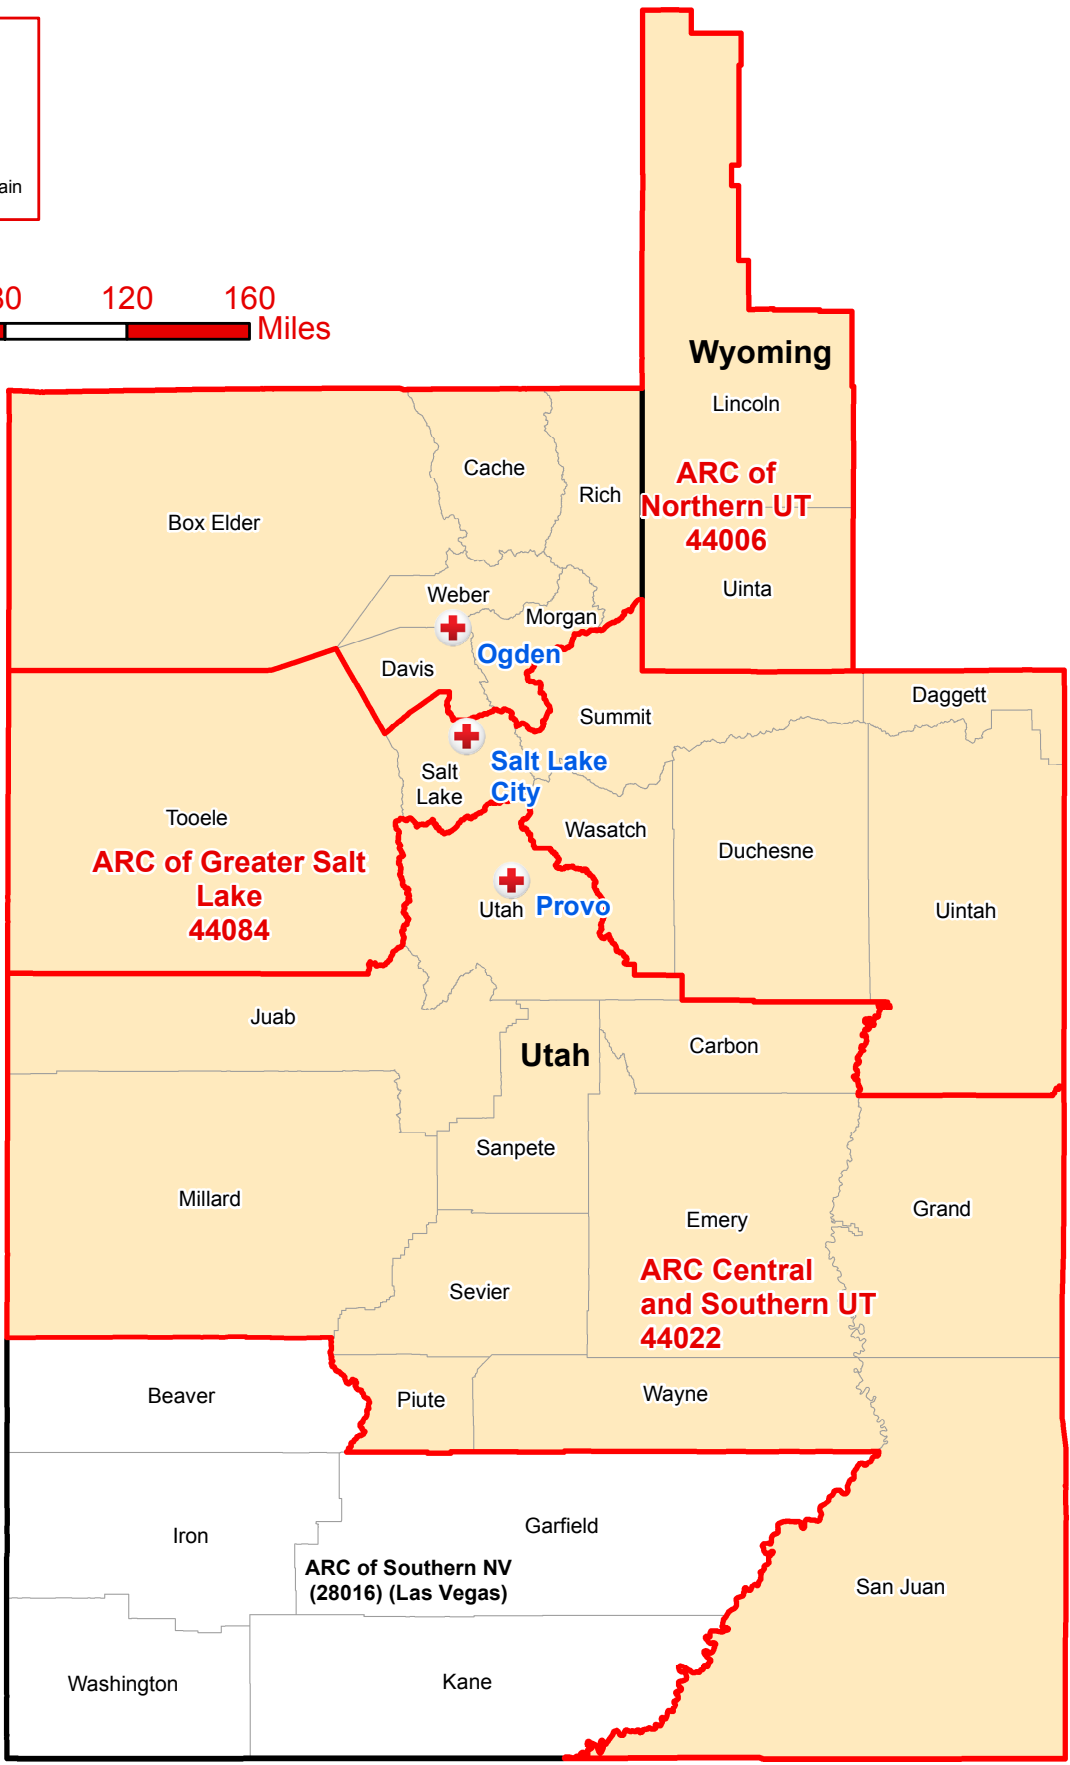 80 120 160
Miles
Wyoming
Lincoln
ARC of
Northern UT
44006
Cache
Rich
Box Elder
Uinta
Weber
Morgan
Ogden
Davis
Daggett
Summit
Salt Lake
City
Salt
Lake
Tooele
Wasatch
Duchesne
ARC of Greater Salt
Lake
44084
Utah
Provo
Uintah
Juab
Utah
Carbon
Sanpete
Millard
Grand
Emery
ARC Central
and Southern UT
44022
Sevier
Beaver
Piute
Wayne
Iron
Garfield
ARC of Southern NV
(28016) (Las Vegas)
San Juan
Washington
Kane